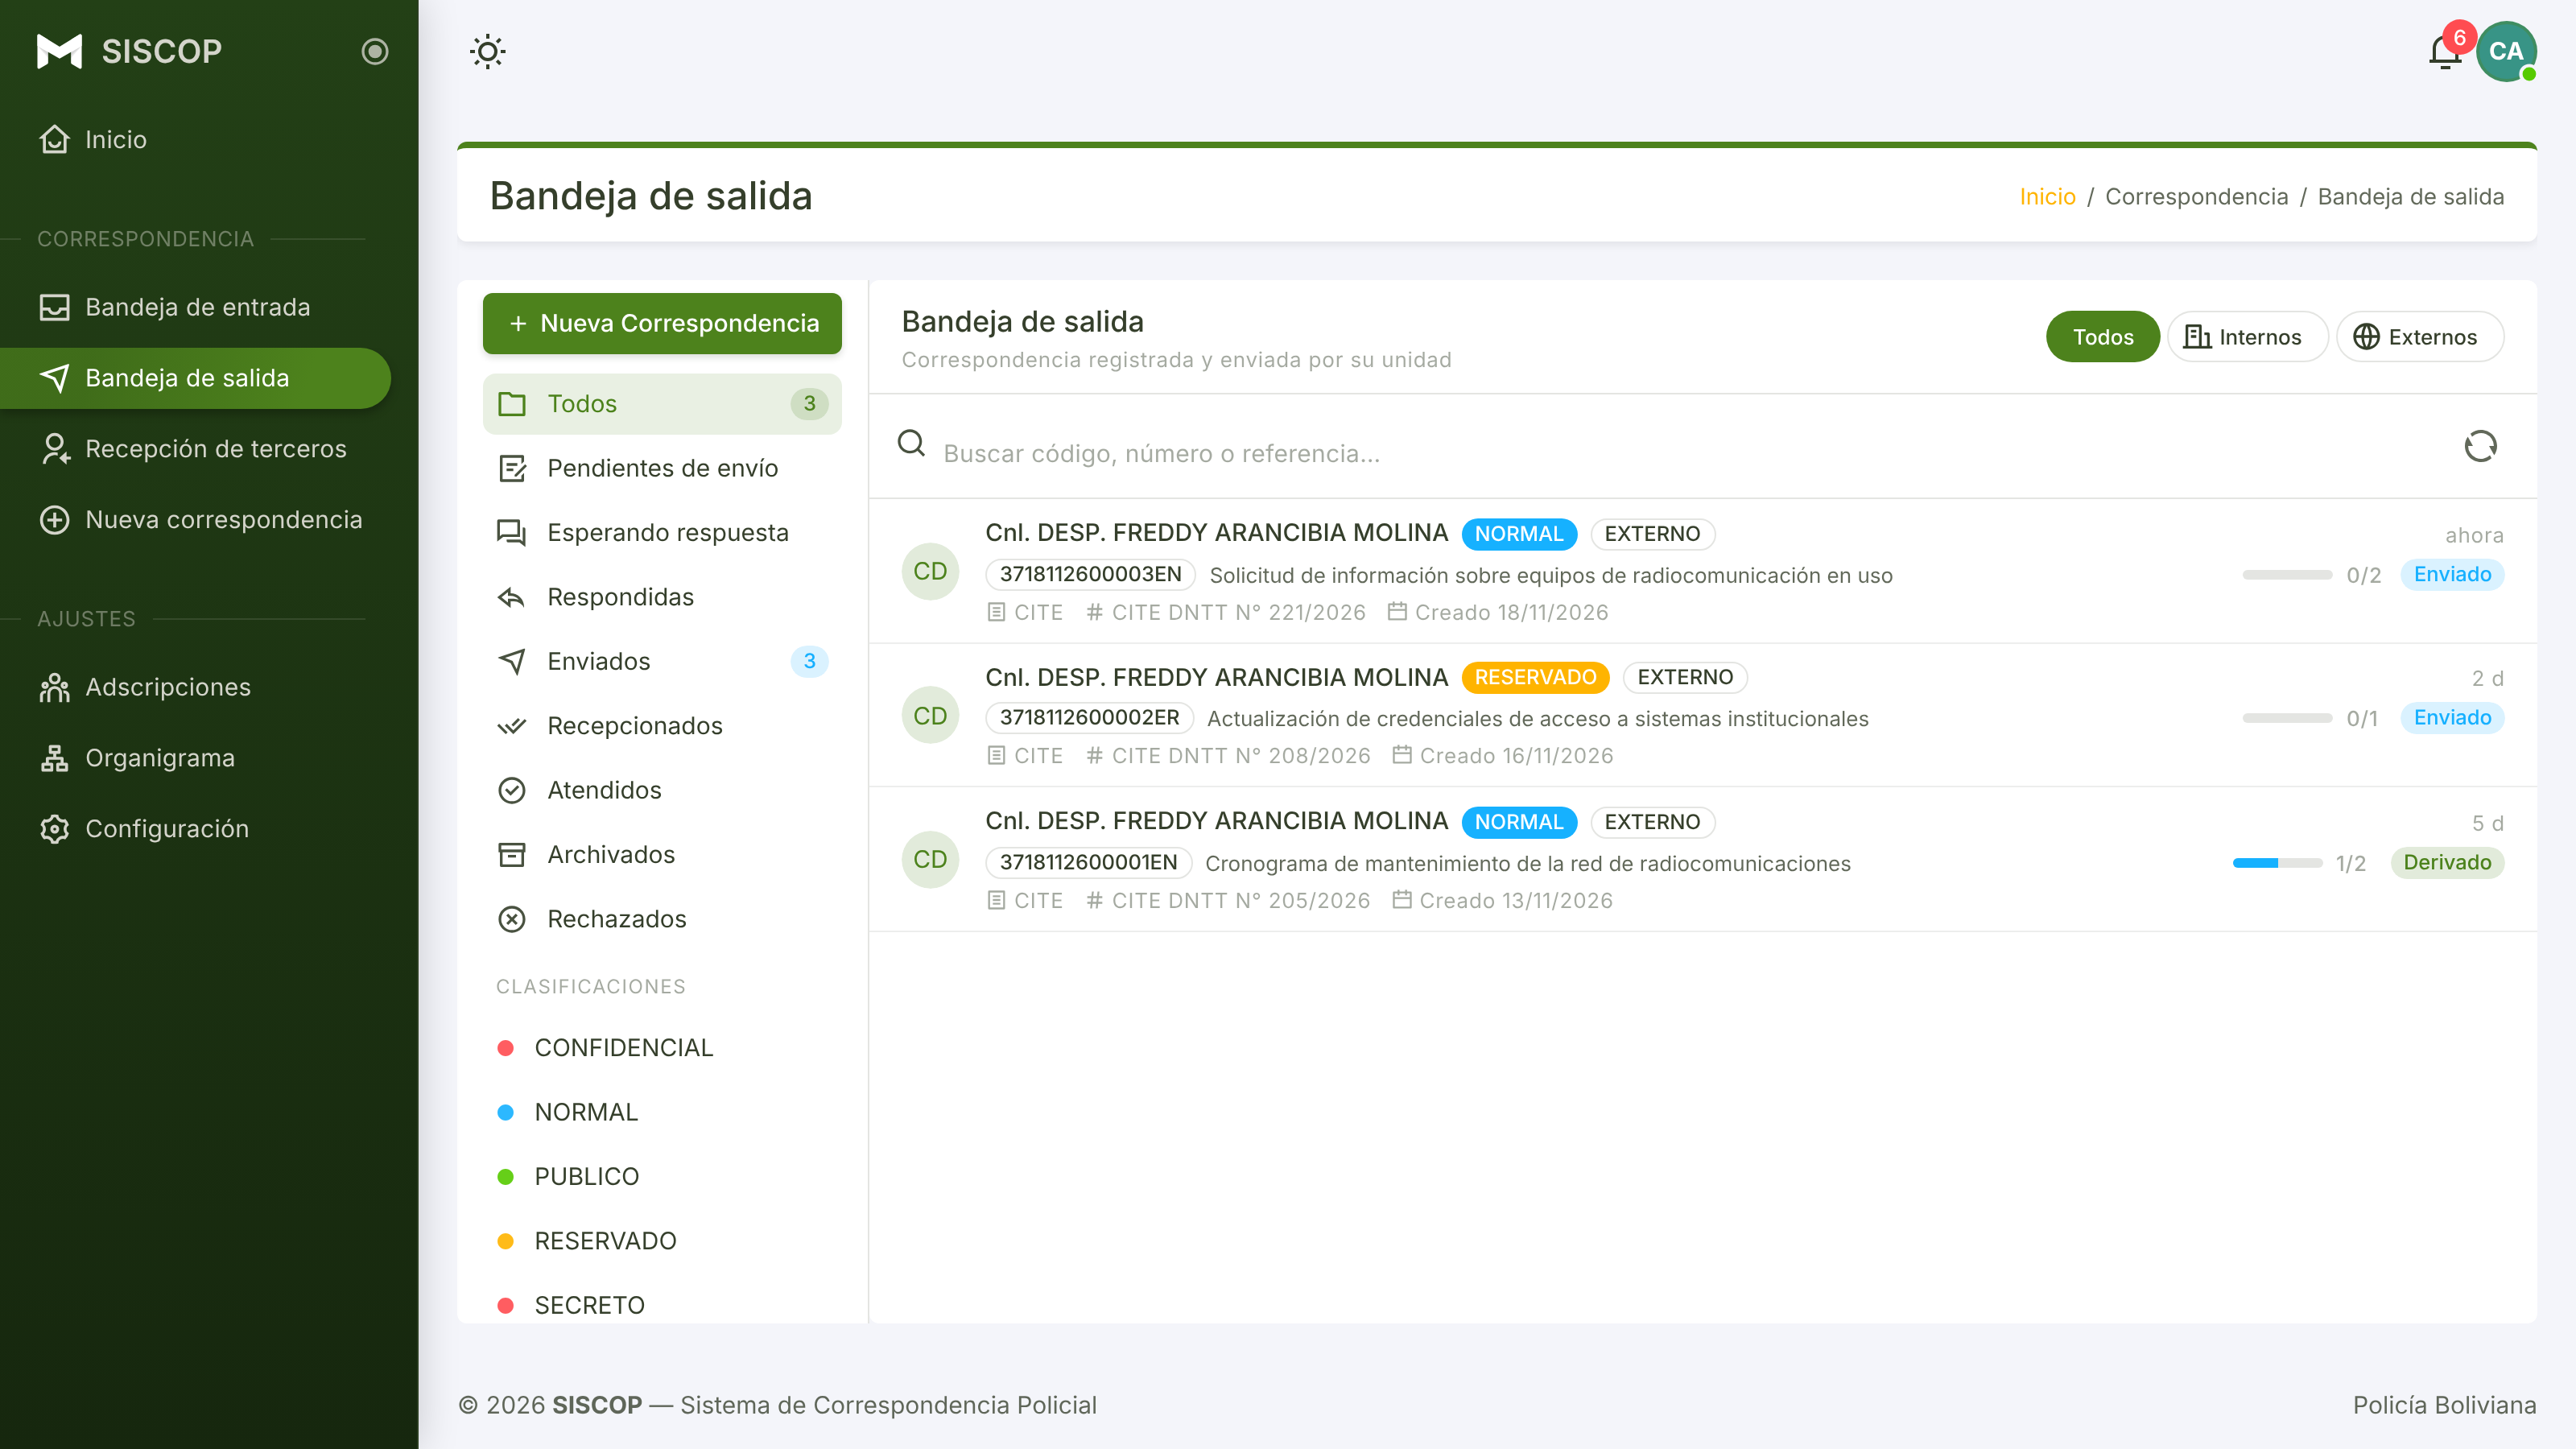 SISCOP
Inicio
CORRESPONDENCIA
Bandeja de entrada
Bandeja de salida
Recepción de terceros
Nueva correspondencia
AJUSTES
Adscripciones
Organigrama
Configuración
6
CA
Bandeja de salida
Inicio / Correspondencia / Bandeja de salida
+ Nueva Correspondencia
Todos 3
Pendientes de envío
Esperando respuesta
Respondidas
Enviados 3
Recepcionados
Atendidos
Archivados
Rechazados
CLASIFICACIONES
CONFIDENCIAL
NORMAL
PUBLICO
RESERVADO
SECRETO
Bandeja de salida
Correspondencia registrada y enviada por su unidad
Todos Internos Externos
Buscar código, número o referencia...
CD
Cnl. DESP. FREDDY ARANCIBIA MOLINA NORMAL EXTERNO ahora
3718112600003EN Solicitud de información sobre equipos de radiocomunicación en uso 0/2 Enviado
CITE # CITE DNTT N° 221/2026 Creado 18/11/2026
CD
Cnl. DESP. FREDDY ARANCIBIA MOLINA RESERVADO EXTERNO 2 d
3718112600002ER Actualización de credenciales de acceso a sistemas institucionales 0/1 Enviado
CITE # CITE DNTT N° 208/2026 Creado 16/11/2026
CD
Cnl. DESP. FREDDY ARANCIBIA MOLINA NORMAL EXTERNO 5 d
3718112600001EN Cronograma de mantenimiento de la red de radiocomunicaciones 1/2 Derivado
CITE # CITE DNTT N° 205/2026 Creado 13/11/2026
© 2026 SISCOP — Sistema de Correspondencia Policial
Policía Boliviana